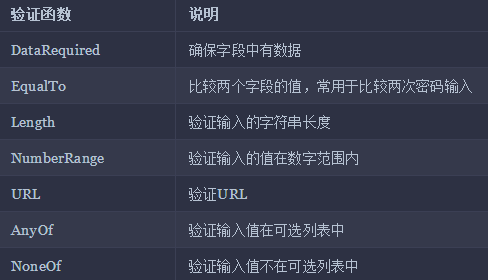 验证函数 说明
DataRequired 确保字段中有数据
EqualTo 比较两个字段的值，常用于比较两次密码输入
Length 验证输入的字符串长度
NumberRange 验证输入的值在数字范围内
URL 验证URL
AnyOf 验证输入值在可选列表中
NoneOf 验证输入值不在可选列表中